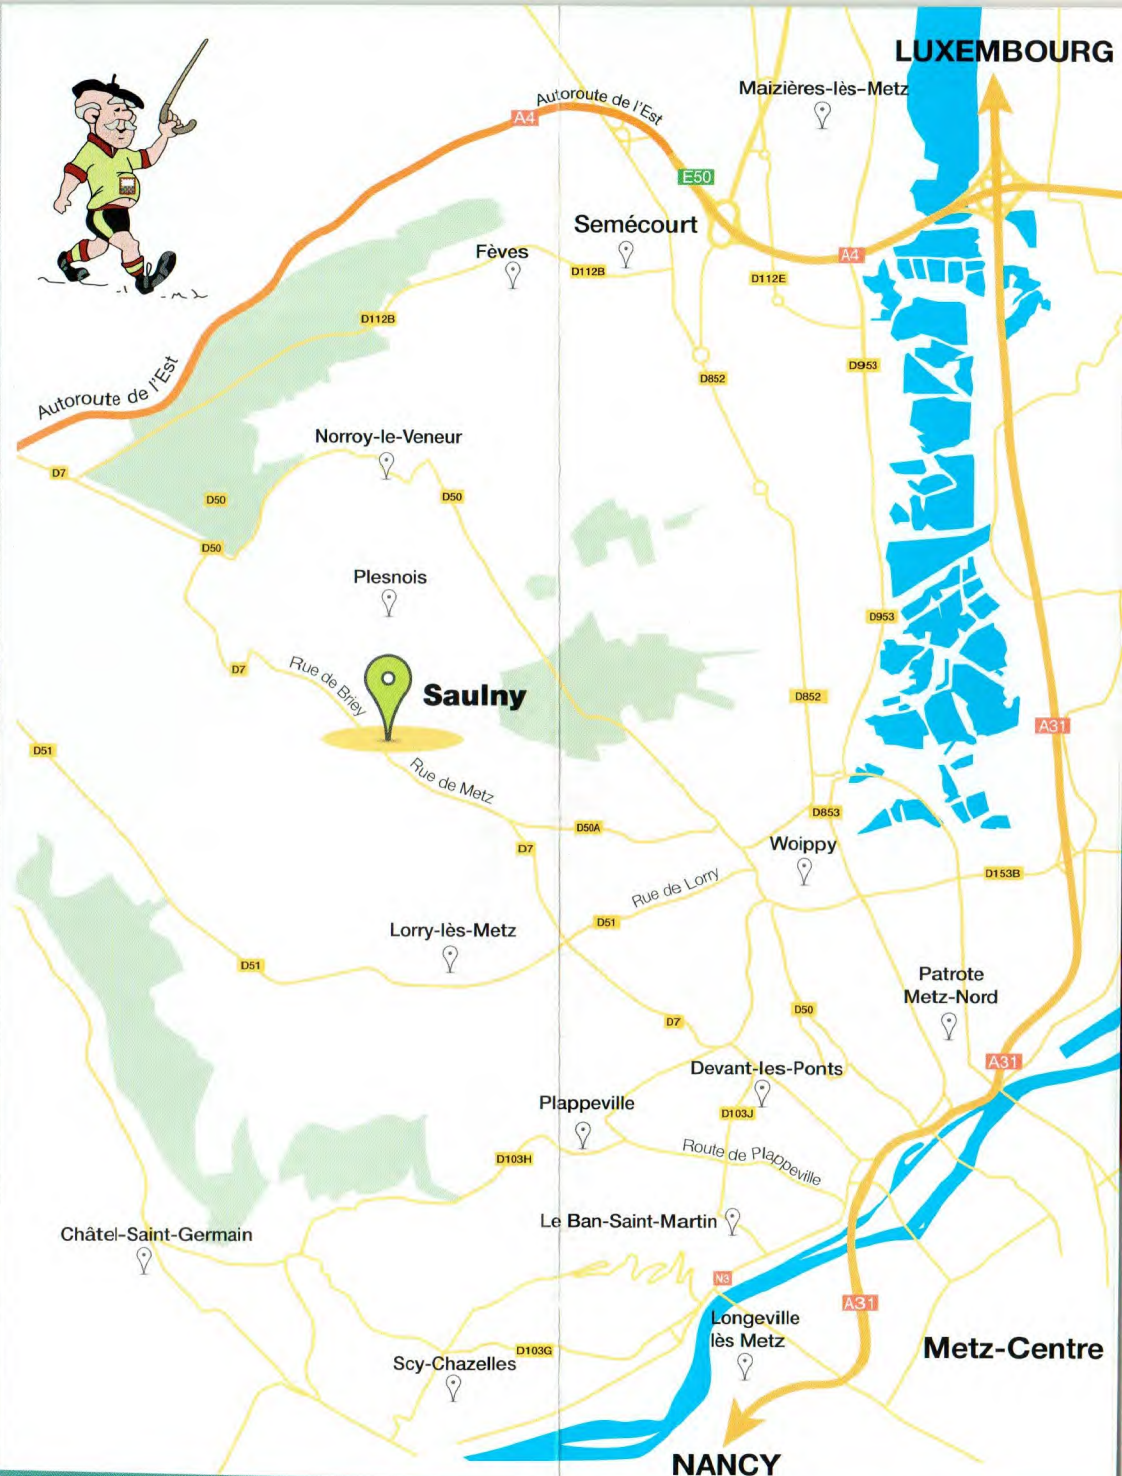 LUXEMBOURG
Maizières-lès-Metz
Autoroute de l'Est
A4
E50
Semécourt
Fèves
D112B
A4
D112E
D112B
Autoroute de l'Est
D953
D852
Norroy-le-Veneur
D7
D50
D50
D50
Plesnois
D953
Rue de Briey
D7
Saulny
D852
A31
D51
Rue de Metz
D50A
D853
D7
Woippy
Rue de Lorry
D153B
D51
Lorry-lès-Metz
D51
Patrote
Metz-Nord
D50
D7
A31
Devant-les-Ponts
Plappeville
D103J
Route de Plappeville
D103H
Le Ban-Saint-Martin
Châtel-Saint-Germain
N3
A31
Longeville
lès Metz
D103G
Metz-Centre
Scy-Chazelles
NANCY